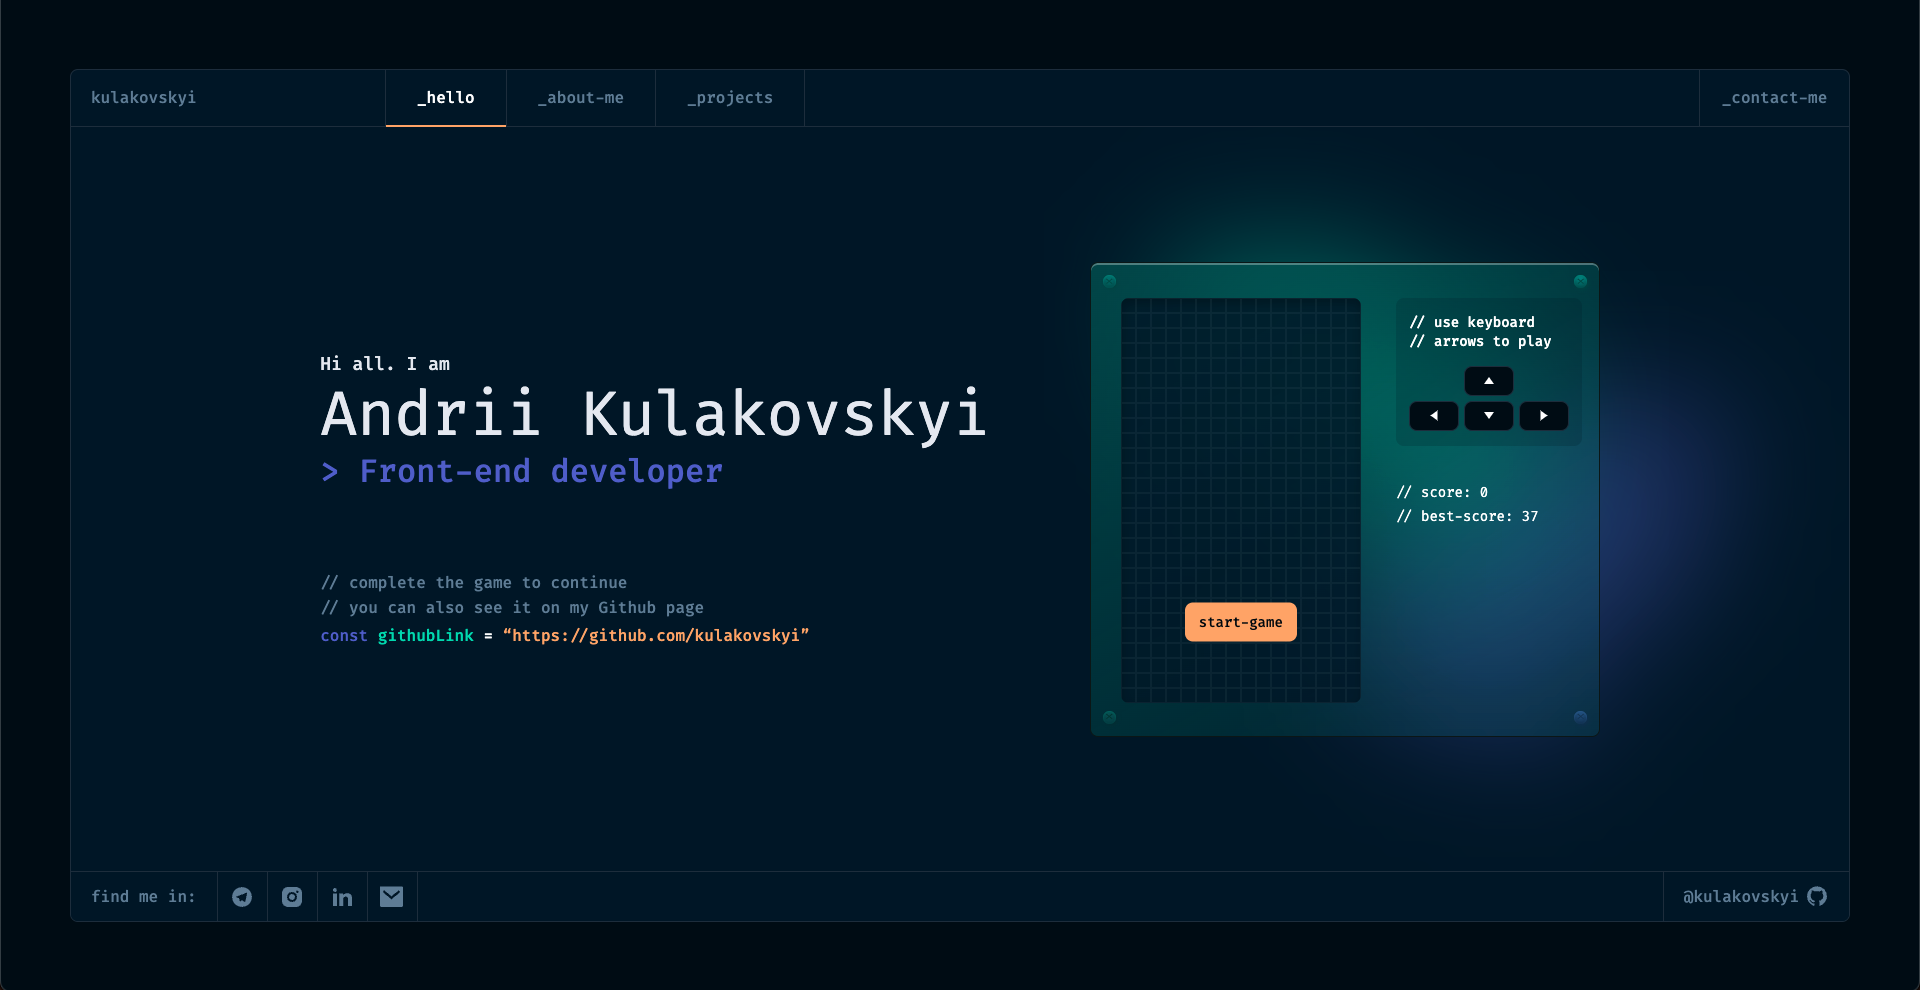 kulakovskyi
_hello
_about-me
_projects
_contact-me
Hi all. I am
Andrii Kulakovskyi
> Front-end developer
// complete the game to continue
// you can also see it on my Github page
const githubLink = “https://github.com/kulakovskyi”
// use keyboard
// arrows to play
// score: 0
// best-score: 37
start-game
find me in:
in
@kulakovskyi